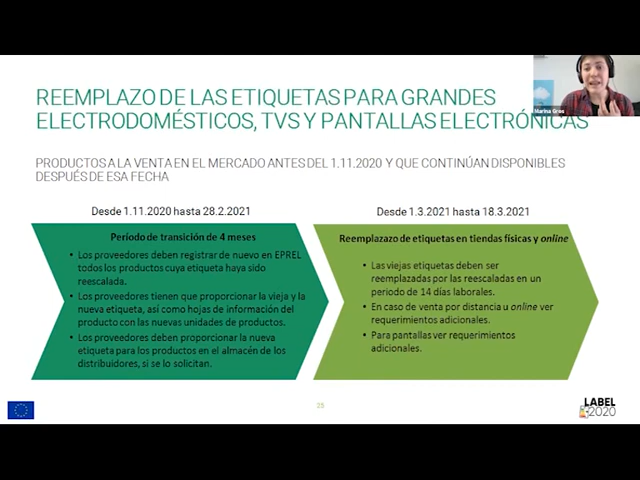 Marina Gros
REEMPLAZO DE LAS ETIQUETAS PARA GRANDES
ELECTRODOMÉSTICOS, TVS Y PANTALLAS ELECTRÓNICAS
PRODUCTOS A LA VENTA EN EL MERCADO ANTES DEL 1.11.2020 Y QUE CONTINÚAN DISPONIBLES
DESPUÉS DE ESA FECHA
Desde 1.11.2020 hasta 28.2.2021
Período de transición de 4 meses
• Los proveedores deben registrar de nuevo en EPREL
todos los productos cuya etiqueta haya sido
reescalada.
• Los proveedores tienen que proporcionar la vieja y la
nueva etiqueta, así como hojas de información del
producto con las nuevas unidades de productos.
• Los proveedores deben proporcionar la nueva
etiqueta para los productos en el almacén de los
distribuidores, si se lo solicitan.
Desde 1.3.2021 hasta 18.3.2021
Reemplazazo de etiquetas en tiendas físicas y online
• Las viejas etiquetas deben ser
reemplazadas por las reescaladas en un
periodo de 14 días laborales.
• En caso de venta por distancia u online ver
requerimientos adicionales.
• Para pantallas ver requerimientos
adicionales.
25
LABEL
2020